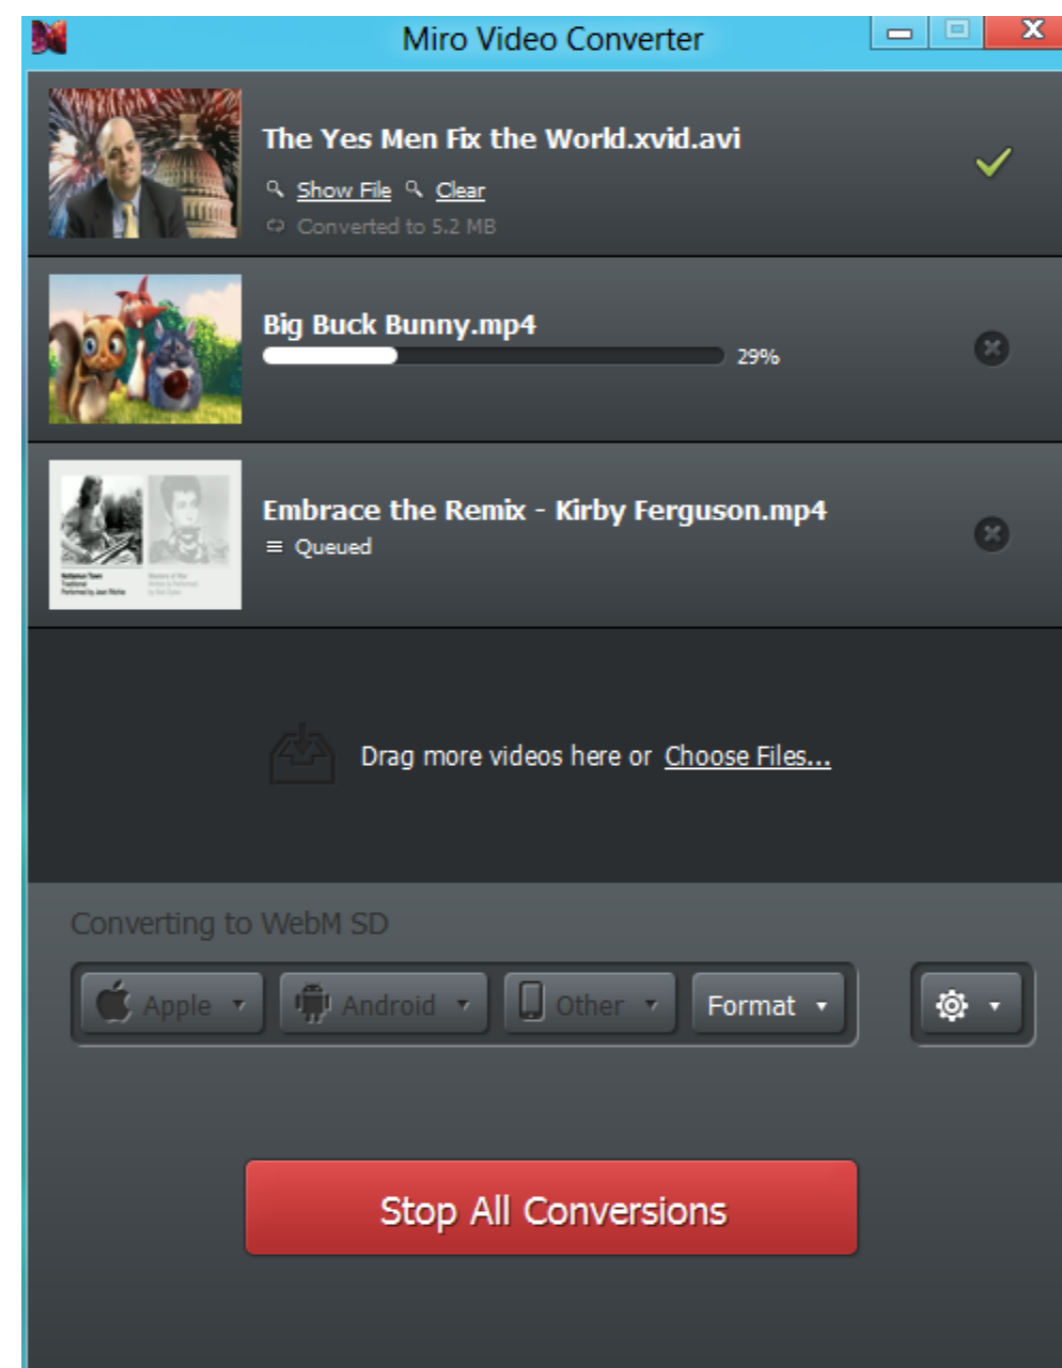 Miro Video Converter
The Yes Men Fix the World.xvid.avi
Show File Clear
Converted to 5.2 MB
Big Buck Bunny.mp4
29%
Embrace the Remix - Kirby Ferguson.mp4
Queued
Drag more videos here or Choose Files...
Converting to WebM SD
Apple Android Other Format
Stop All Conversions